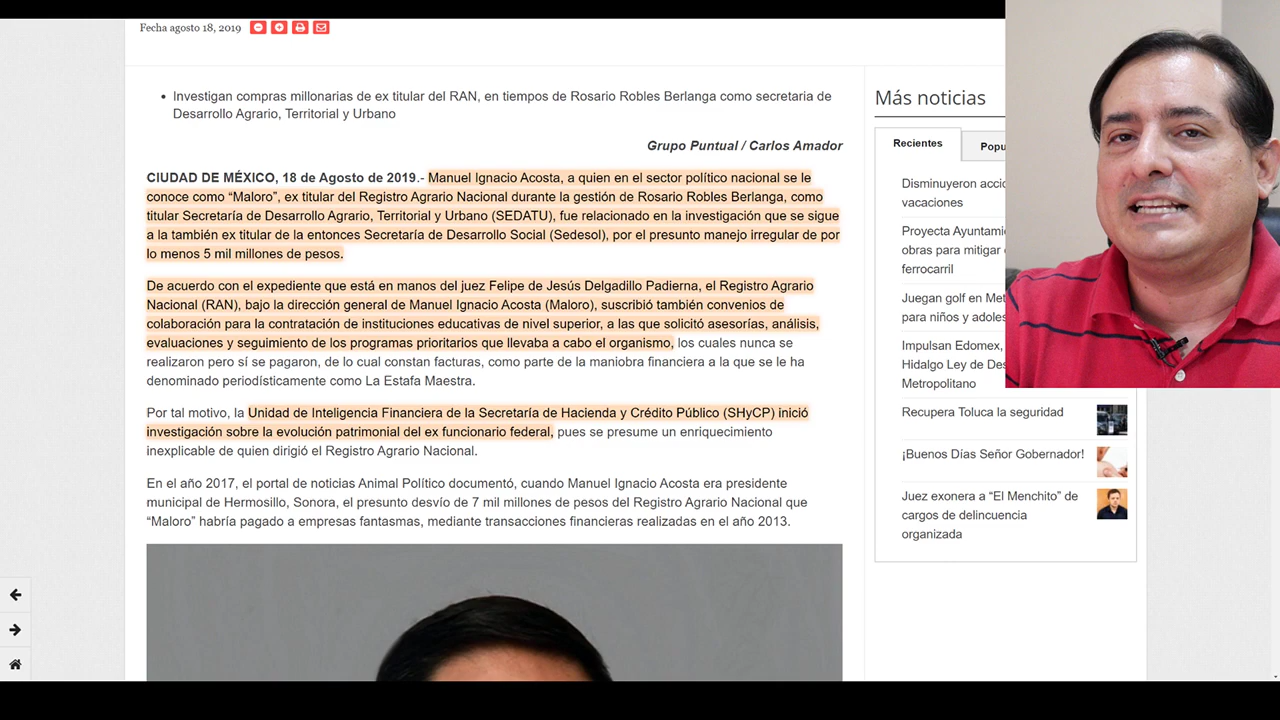 Fecha agosto 18, 2019
Investigan compras millonarias de ex titular del RAN, en tiempos de Rosario Robles Berlanga como secretaria de
Desarrollo Agrario, Territorial y Urbano
Grupo Puntual / Carlos Amador
CIUDAD DE MÉXICO, 18 de Agosto de 2019.- Manuel Ignacio Acosta, a quien en el sector político nacional se le
conoce como “Maloro”, ex titular del Registro Agrario Nacional durante la gestión de Rosario Robles Berlanga, como
titular Secretaría de Desarrollo Agrario, Territorial y Urbano (SEDATU), fue relacionado en la investigación que se sigue
a la también ex titular de la entonces Secretaría de Desarrollo Social (Sedesol), por el presunto manejo irregular de por
lo menos 5 mil millones de pesos.
De acuerdo con el expediente que está en manos del juez Felipe de Jesús Delgadillo Padierna, el Registro Agrario
Nacional (RAN), bajo la dirección general de Manuel Ignacio Acosta (Maloro), suscribió también convenios de
colaboración para la contratación de instituciones educativas de nivel superior, a las que solicitó asesorías, análisis,
evaluaciones y seguimiento de los programas prioritarios que llevaba a cabo el organismo, los cuales nunca se
realizaron pero sí se pagaron, de lo cual constan facturas, como parte de la maniobra financiera a la que se le ha
denominado periodísticamente como La Estafa Maestra.
Por tal motivo, la Unidad de Inteligencia Financiera de la Secretaría de Hacienda y Crédito Público (SHyCP) inició
investigación sobre la evolución patrimonial del ex funcionario federal, pues se presume un enriquecimiento
inexplicable de quien dirigió el Registro Agrario Nacional.
En el año 2017, el portal de noticias Animal Político documentó, cuando Manuel Ignacio Acosta era presidente
municipal de Hermosillo, Sonora, el presunto desvío de 7 mil millones de pesos del Registro Agrario Nacional que
“Maloro” habría pagado a empresas fantasmas, mediante transacciones financieras realizadas en el año 2013.
Más noticias
Recientes
Popu
Disminuyeron accid
vacaciones
Proyecta Ayuntami
obras para mitigar
ferrocarril
Juegan golf en Met
para niños y adoles
Impulsan Edomex,
Hidalgo Ley de Des
Metropolitano
Recupera Toluca la seguridad
¡Buenos Días Señor Gobernador!
Juez exonera a “El Menchito” de
cargos de delincuencia
organizada